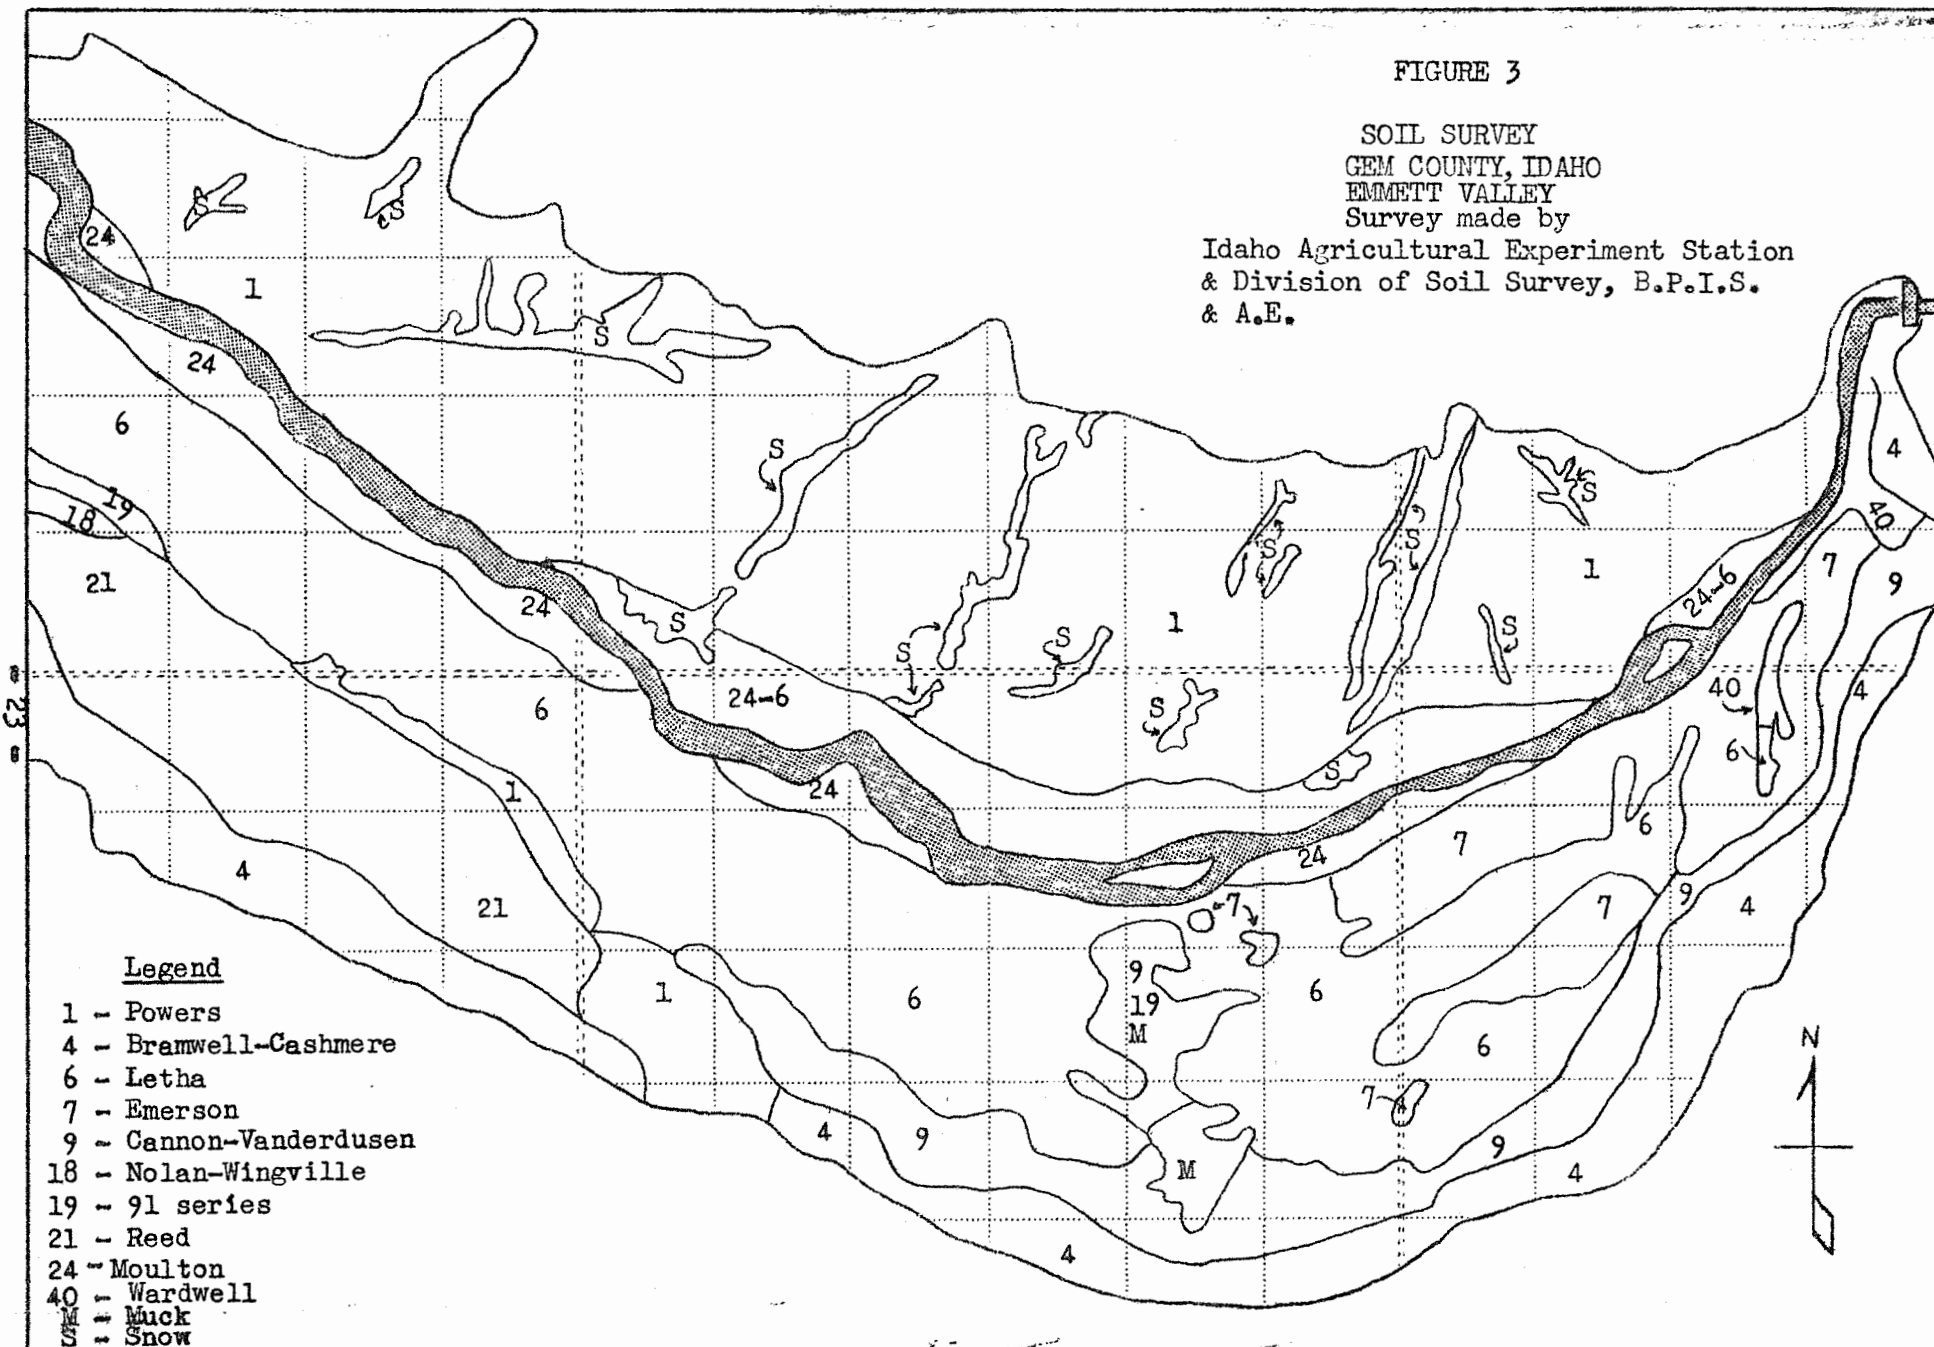 FIGURE 3
SOIL SURVEY
GEM COUNTY, IDAHO
EMMETT VALLEY
Survey made by
Idaho Agricultural Experiment Station
& Division of Soil Survey, B.P.I.S.
& A.E.
S
S
24
1
S
24
6
S
S
4
19
18
40
S
S
S
21
1
7
9
24
24-6
S
1
S
S
S
24-6
40
4
6
S
6
S
1
24
6
24
7
4
21
7
7
9
4
9
1
6
19
6
M
6
7
4
9
9
M
4
4
N
- 23 -
Legend
1 - Powers
4 - Bramwell-Cashmere
6 - Letha
7 - Emerson
9 - Cannon-Vanderdusen
18 - Nolan-Wingville
19 - 91 series
21 - Reed
24 - Moulton
40 - Wardwell
M - Muck
S - Snow